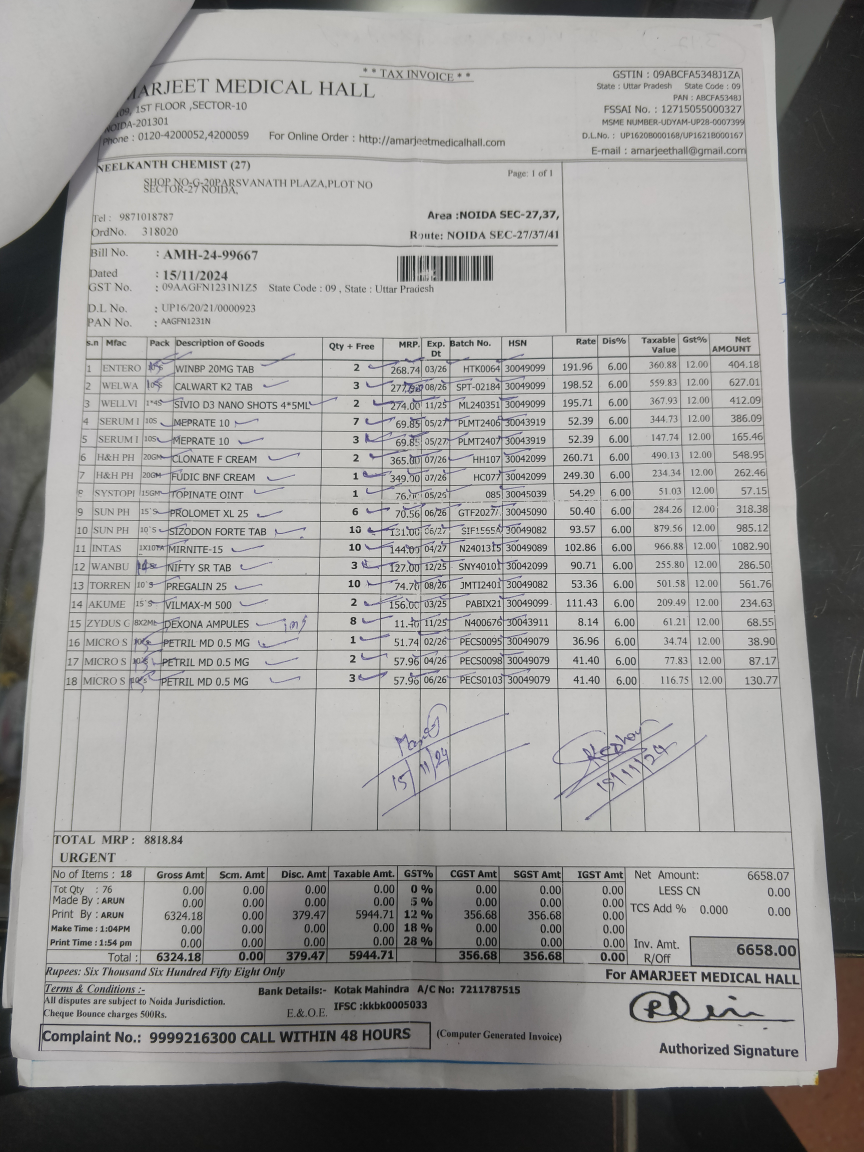 * * TAX INVOICE * *
MARJEET MEDICAL HALL
1ST FLOOR ,SECTOR-10
NOIDA-201301
Phone : 0120-4200052,4200059 For Online Order : http://amarjeetmedicalhall.com
GSTIN : 09ABCFA5348J1ZA
State : Uttar Pradesh State Code : 09
PAN : ABCFA5348J
FSSAI No. : 12715055000327
MSME NUMBER-UDYAM-UP28-0007399
D.L.No. : UP1620B000168/UP1621B000167
E-mail : amarjeethall@gmail.com
NEELKANTH CHEMIST (27)
SHOP NO-G-20PARSVANATH PLAZA,PLOT NO
SECTOR-27 NOIDA,
Page: 1 of 1
Tel : 9871018787
OrdNo. 318020
Area :NOIDA SEC-27,37,
Route: NOIDA SEC-27/37/41
Bill No. : AMH-24-99667
Dated : 15/11/2024
GST No. : 09AAGFN1231N1Z5 State Code : 09 , State : Uttar Pradesh
D.L No. : UP16/20/21/0000923
PAN No. : AAGFN1231N
s.n Mfac Pack Description of Goods Qty + Free MRP. Exp. Dt Batch No. HSN Rate Dis% Taxable Value Gst% Net AMOUNT
1 ENTERO WINBP 20MG TAB 2 268.74 03/26 HTK0064 30049099 191.96 6.00 360.88 12.00 404.18
2 WELWA 10S CALWART K2 TAB 3 08/26 SPT-02184 30049099 198.52 6.00 559.83 12.00 627.01
3 WELLVI 1*4S SIVIO D3 NANO SHOTS 4*5ML 2 274.00 11/25 ML240351 30049099 195.71 6.00 367.93 12.00 412.09
4 SERUM I 10S MEPRATE 10 7 69.85 05/27 PLMT2406 30043919 52.39 6.00 344.73 12.00 386.09
5 SERUM I 10S MEPRATE 10 3 69.85 05/27 PLMT2407 30043919 52.39 6.00 147.74 12.00 165.46
6 H&H PH 20GM CLONATE F CREAM 2 365.00 07/26 HH107 30042099 260.71 6.00 490.13 12.00 548.95
7 H&H PH 20GM FUDIC BNF CREAM 1 349.00 07/26 HC077 30042099 249.30 6.00 234.34 12.00 262.46
8 SYSTOPI 15GM TOPINATE OINT 1 05/25 085 30045039 54.29 6.00 51.03 12.00 57.15
9 SUN PH 15`S PROLOMET XL 25 6 70.56 06/26 GTF2027 30045090 50.40 6.00 284.26 12.00 318.38
10 SUN PH 10`S SIZODON FORTE TAB 10 131.00 06/27 SIF1565A 30049082 93.57 6.00 879.56 12.00 985.12
11 INTAS 1X10TA MIRNITE-15 10 144.00 04/27 N2401315 30049089 102.86 6.00 966.88 12.00 1082.90
12 WANBU NIFTY SR TAB 3 127.00 12/25 SNY40101 30042099 90.71 6.00 255.80 12.00 286.50
13 TORREN 10`S PREGALIN 25 10 74.70 08/26 JMTI2401 30049082 53.36 6.00 501.58 12.00 561.76
14 AKUME 15`S VILMAX-M 500 2 156.00 03/25 PABIX21 30049099 111.43 6.00 209.49 12.00 234.63
15 ZYDUS C 8X2ML DEXONA AMPULES inj 8 11.40 11/25 N400676 30043911 8.14 6.00 61.21 12.00 68.55
16 MICRO S PETRIL MD 0.5 MG 1 51.74 02/26 PECS0095 30049079 36.96 6.00 34.74 12.00 38.90
17 MICRO S PETRIL MD 0.5 MG 2 57.96 04/26 PECS0098 30049079 41.40 6.00 77.83 12.00 87.17
18 MICRO S PETRIL MD 0.5 MG 3 57.96 06/26 PECS0103 30049079 41.40 6.00 116.75 12.00 130.77
15/11/24
15/11/24
TOTAL MRP : 8818.84
URGENT
No of Items : 18 Gross Amt Scm. Amt Disc. Amt Taxable Amt. GST% CGST Amt SGST Amt IGST Amt Net Amount: 6658.07
Tot Qty : 76 0.00 0.00 0.00 0.00 0 % 0.00 0.00 0.00 LESS CN 0.00
Made By : ARUN 0.00 0.00 0.00 0.00 5 % 0.00 0.00 0.00
Print By : ARUN 6324.18 0.00 379.47 5944.71 12 % 356.68 356.68 0.00 TCS Add % 0.000 0.00
Make Time : 1:04PM 0.00 0.00 0.00 0.00 18 % 0.00 0.00 0.00
Print Time : 1:54 pm 0.00 0.00 0.00 0.00 28 % 0.00 0.00 0.00
Total : 6324.18 0.00 379.47 5944.71 356.68 356.68 0.00
Inv. Amt. R/Off 6658.00
Rupees: Six Thousand Six Hundred Fifty Eight Only
For AMARJEET MEDICAL HALL
Terms & Conditions :-
All disputes are subject to Noida Jurisdiction.
Cheque Bounce charges 500Rs.
E.&.O.E.
Bank Details:- Kotak Mahindra A/C No: 7211787515
IFSC :kkbk0005033
Complaint No.: 9999216300 CALL WITHIN 48 HOURS (Computer Generated Invoice)
Authorized Signature